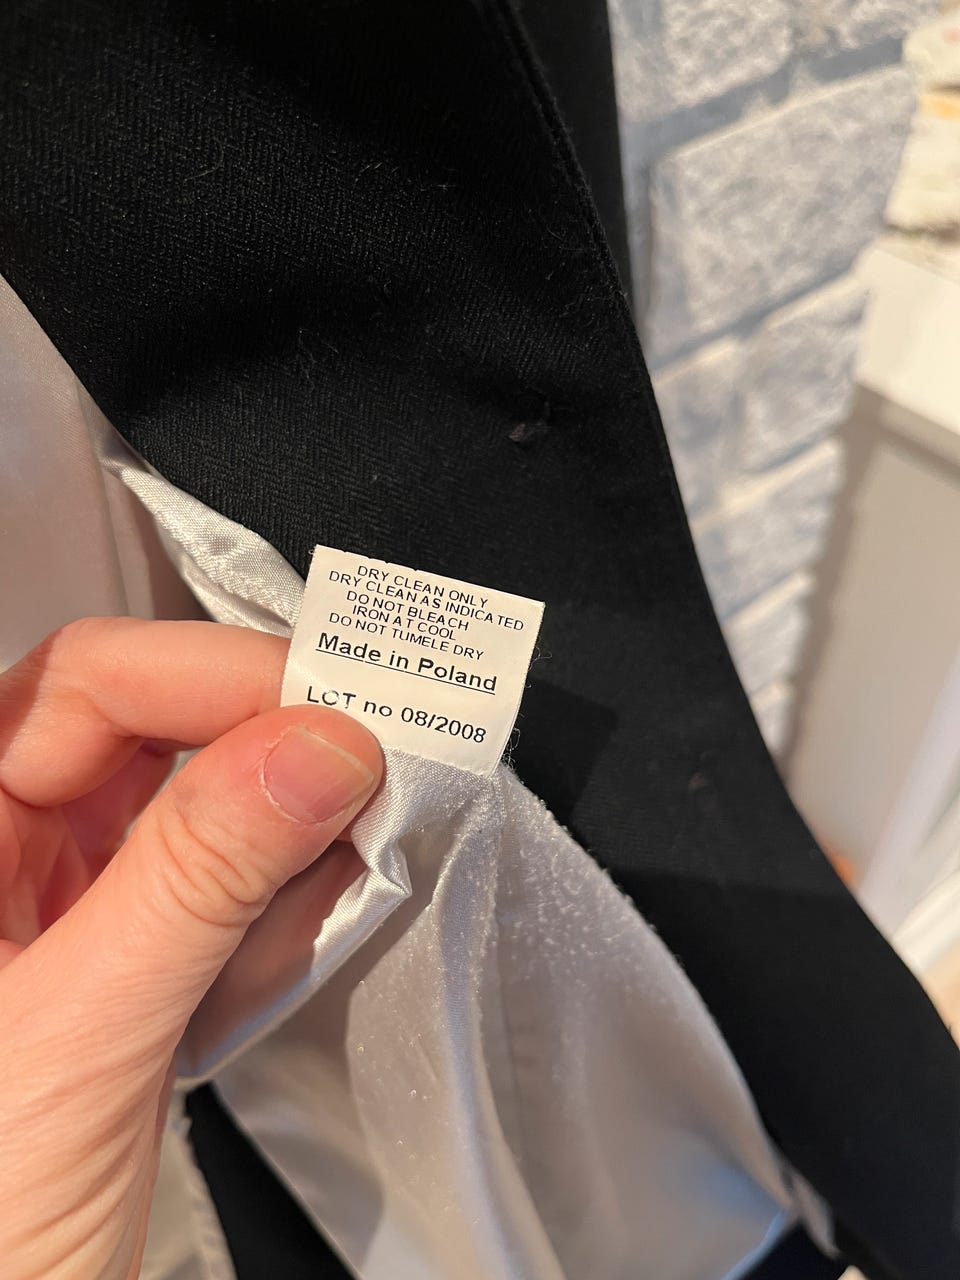 DRY CLEAN ONLY
DRY CLEAN AS INDICATED
DO NOT BLEACH
IRON AT COOL
DO NOT TUMELE DRY
Made in Poland
LOT no 08/2008